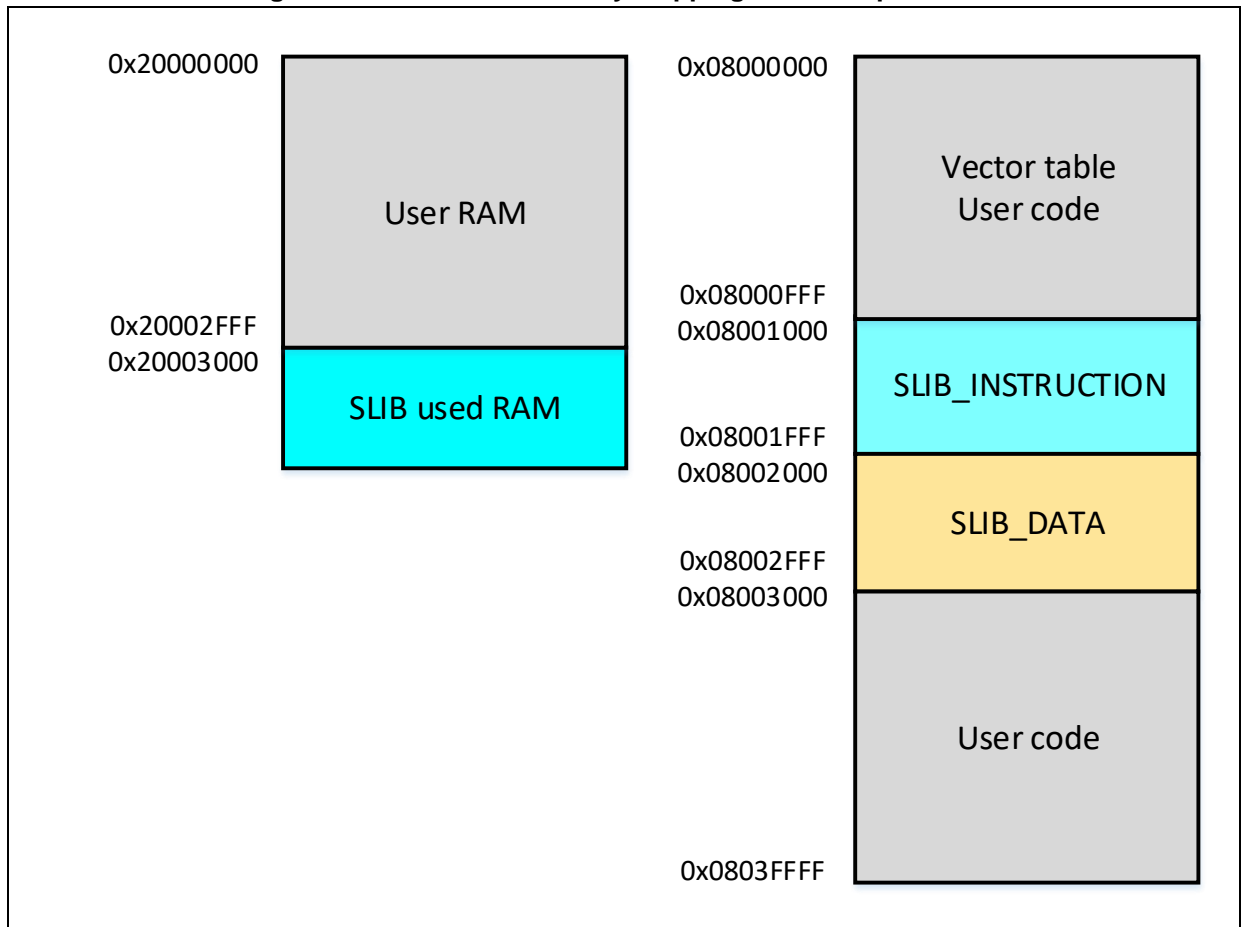 0x20000000
User RAM
0x20002FFF
0x20003000
SLIB used RAM
0x08000000
Vector table
User code
0x08000FFF
0x08001000
SLIB_INSTRUCTION
0x08001FFF
0x08002000
SLIB_DATA
0x08002FFF
0x08003000
User code
0x0803FFFF